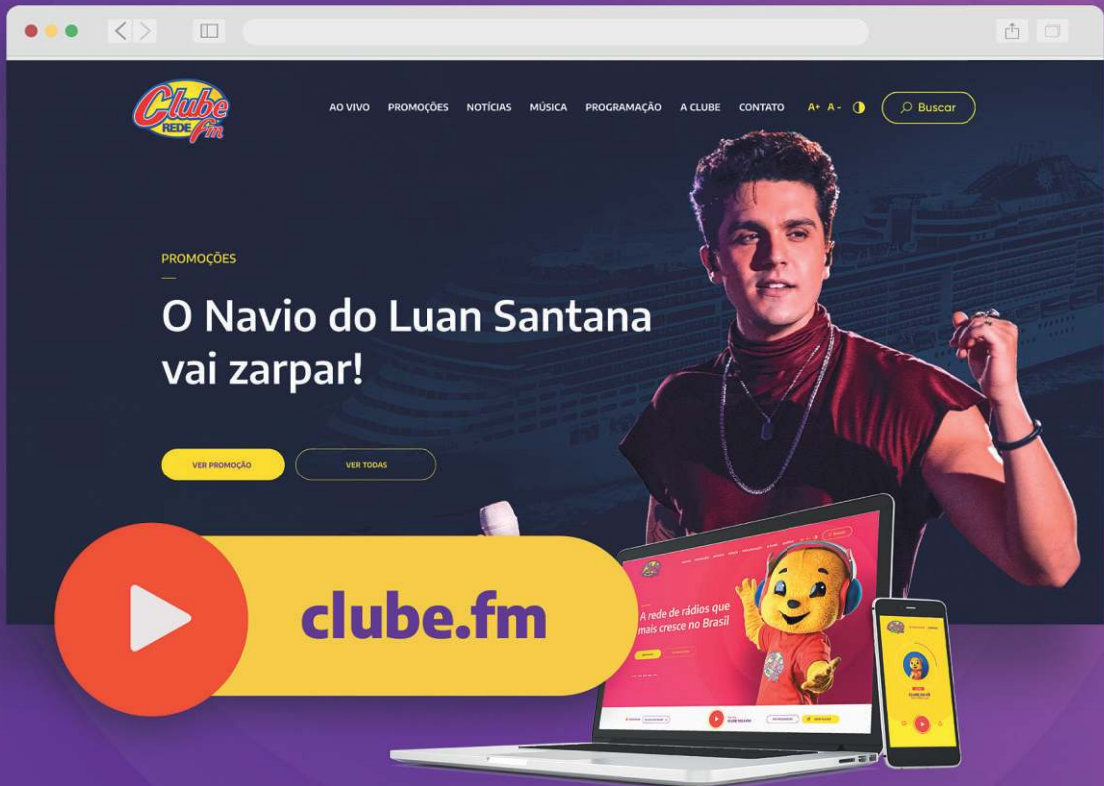 Clube
REDE fm
AO VIVO PROMOÇÕES NOTÍCIAS MÚSICA PROGRAMAÇÃO A CLUBE CONTATO A+ A- Buscar
PROMOÇÕES
O Navio do Luan Santana
vai zarpar!
VER PROMOÇÃO VER TODAS
clube.fm
A rede de rádios que
mais cresce no Brasil